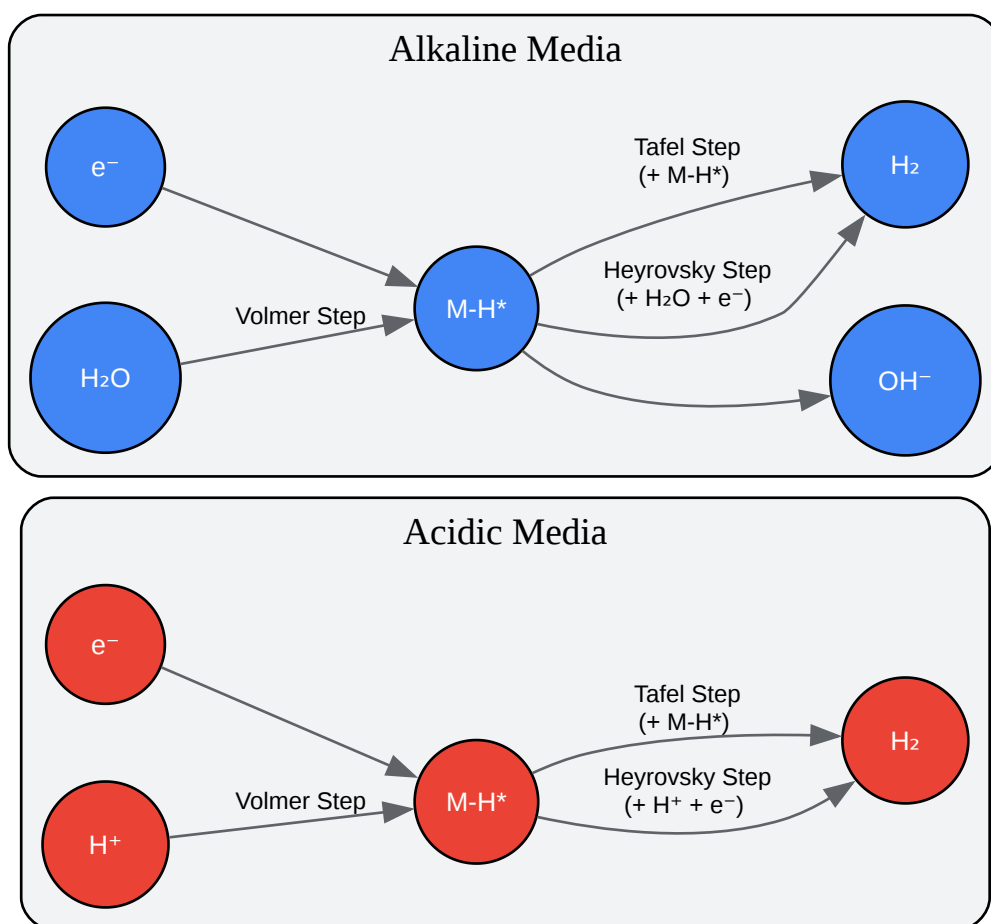 Alkaline Media
e⁻
Tafel Step
(+ M-H*)
H₂
Heyrovsky Step
(+ H₂O + e⁻)
Volmer Step
M-H*
H₂O
OH⁻
Acidic Media
e⁻
Tafel Step
(+ M-H*)
H₂
Heyrovsky Step
(+ H⁺ + e⁻)
Volmer Step
M-H*
H⁺